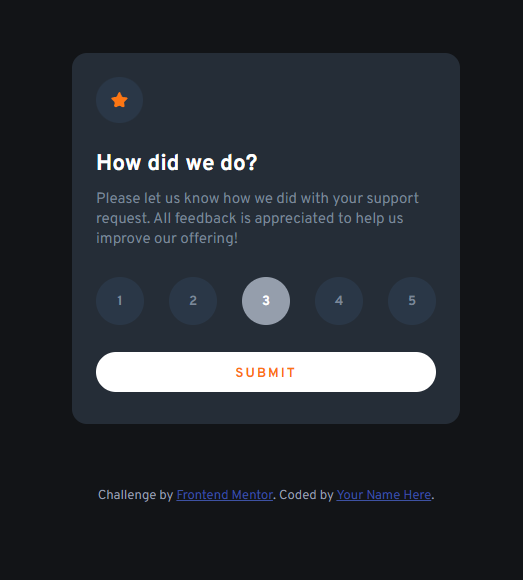 How did we do?
Please let us know how we did with your support
request. All feedback is appreciated to help us
improve our offering!
1 2 3 4 5
SUBMIT
Challenge by Frontend Mentor. Coded by Your Name Here.